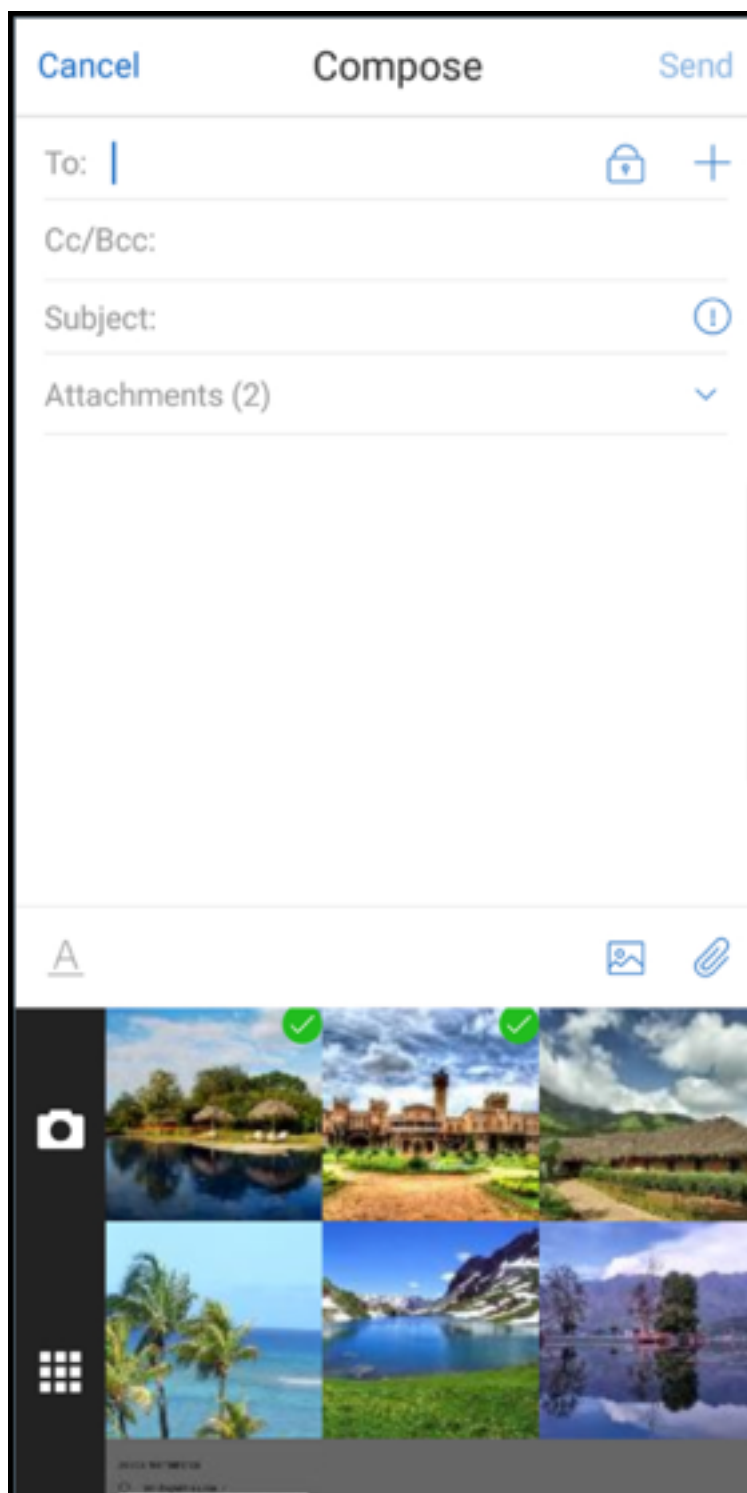 Cancel Compose Send
To:
Cc/Bcc:
Subject:
Attachments (2)
A